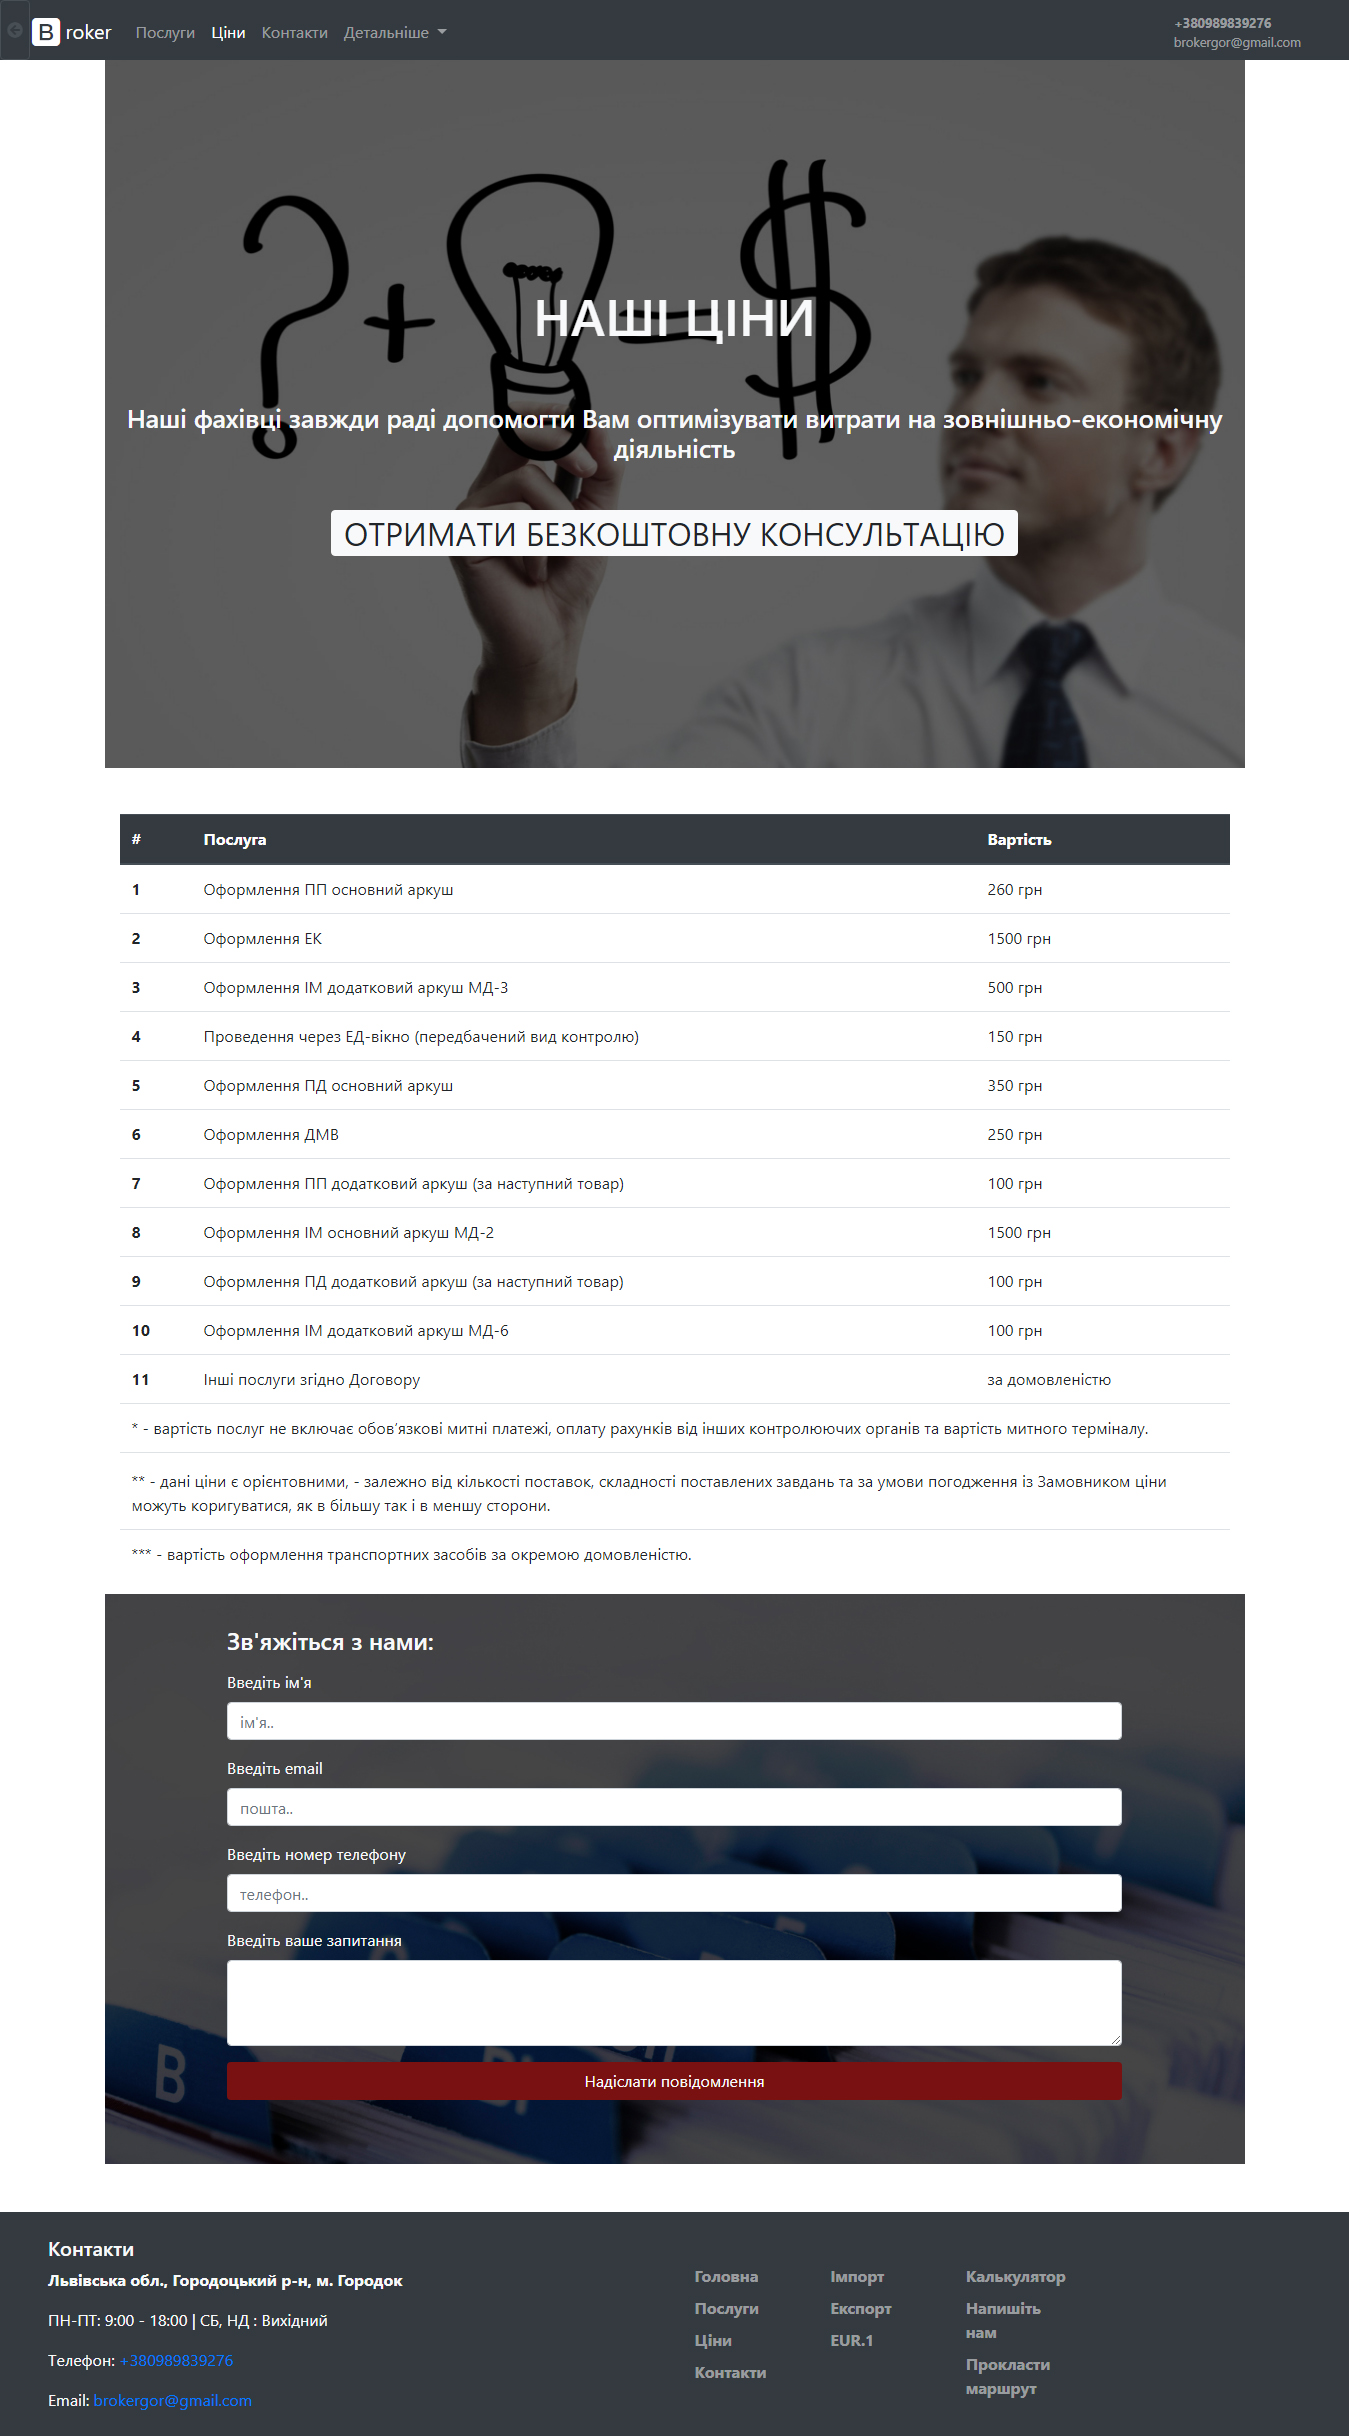 B roker Послуги Ціни Контакти Детальніше
+380989839276
brokergor@gmail.com
НАШІ ЦІНИ
Наші фахівці завжди раді допомогти Вам оптимізувати витрати на зовнішньо-економічну
діяльність
ОТРИМАТИ БЕЗКОШТОВНУ КОНСУЛЬТАЦІЮ
# Послуга Вартість
1 Оформлення ПП основний аркуш 260 грн
2 Оформлення ЕК 1500 грн
3 Оформлення ІМ додатковий аркуш МД-3 500 грн
4 Проведення через ЕД-вікно (передбачений вид контролю) 150 грн
5 Оформлення ПД основний аркуш 350 грн
6 Оформлення ДМВ 250 грн
7 Оформлення ПП додатковий аркуш (за наступний товар) 100 грн
8 Оформлення ІМ основний аркуш МД-2 1500 грн
9 Оформлення ПД додатковий аркуш (за наступний товар) 100 грн
10 Оформлення ІМ додатковий аркуш МД-6 100 грн
11 Інші послуги згідно Договору за домовленістю
* - вартість послуг не включає обов’язкові митні платежі, оплату рахунків від інших контролюючих органів та вартість митного терміналу.
** - дані ціни є орієнтовними, - залежно від кількості поставок, складності поставлених завдань та за умови погодження із Замовником ціни
можуть коригуватися, як в більшу так і в меншу сторони.
*** - вартість оформлення транспортних засобів за окремою домовленістю.
Зв'яжіться з нами:
Введіть ім'я
ім'я..
Введіть email
пошта..
Введіть номер телефону
телефон..
Введіть ваше запитання
Надіслати повідомлення
Контакти
Львівська обл., Городоцький р-н, м. Городок
ПН-ПТ: 9:00 - 18:00 | СБ, НД : Вихідний
Телефон: +380989839276
Email: brokergor@gmail.com
Головна
Послуги
Ціни
Контакти
Імпорт
Експорт
EUR.1
Калькулятор
Напишіть
нам
Прокласти
маршрут